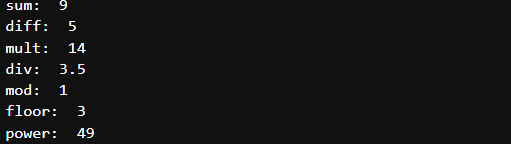 sum:  9
diff:  5
mult:  14
div:  3.5
mod:  1
floor:  3
power:  49